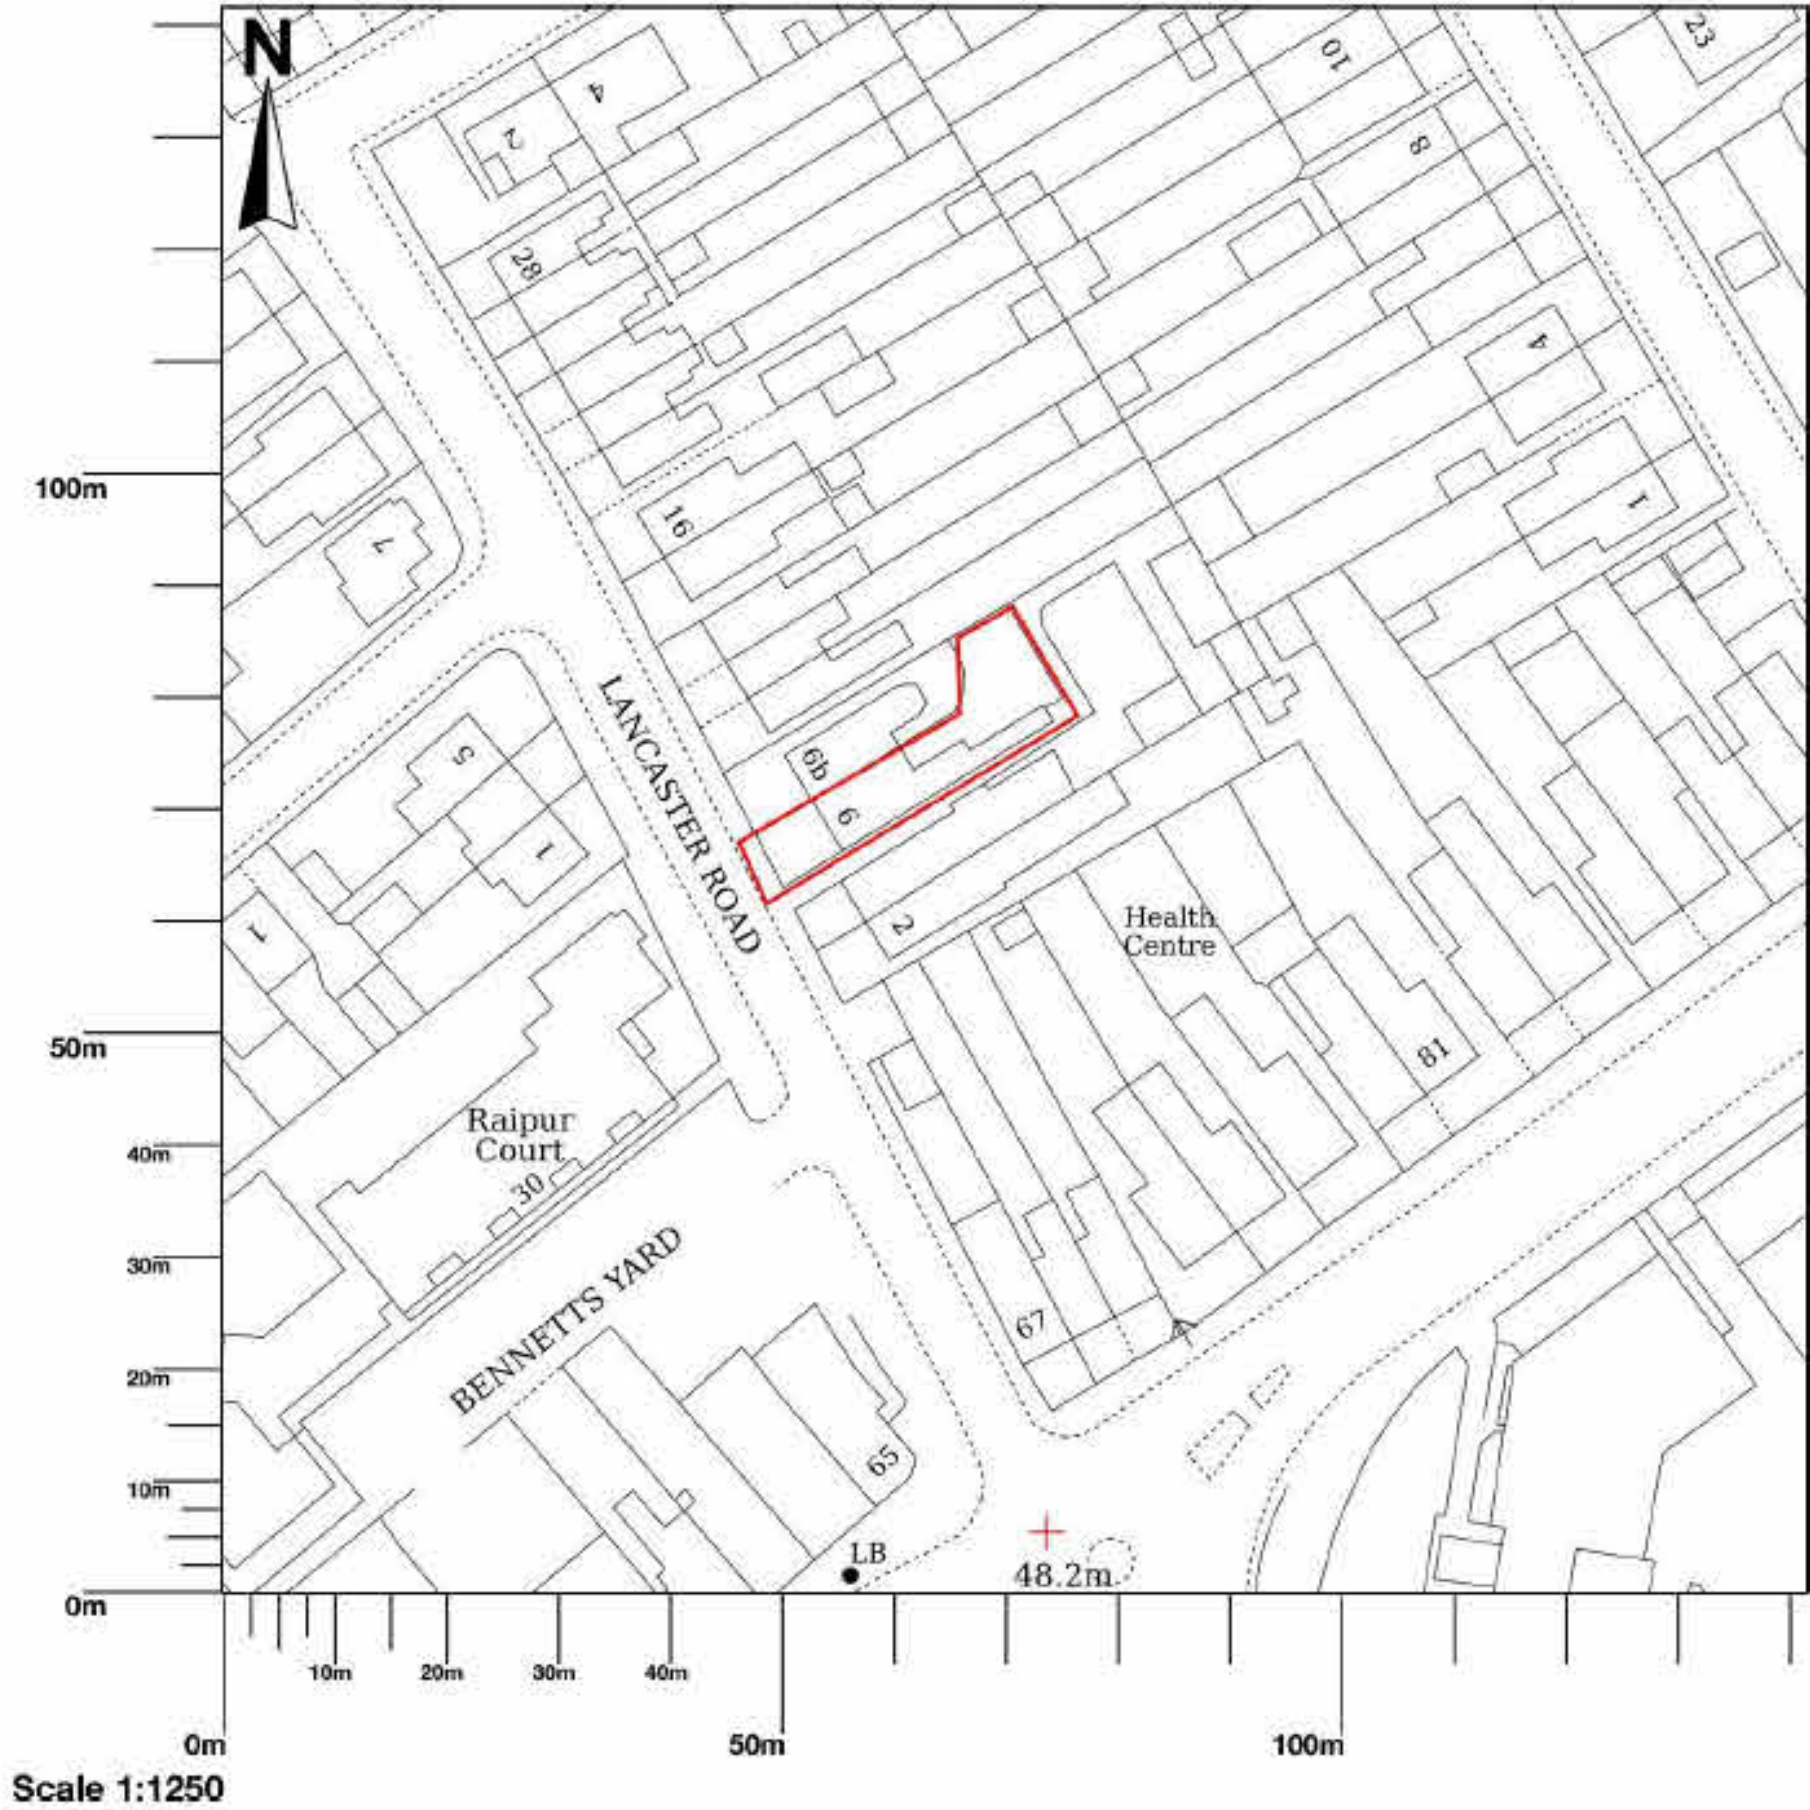 N
23
10
4
2
8
28
4
100m
16
7
1
LANCASTER ROAD
6b
5
6
1
1
2
Health
Centre
50m
81
Raipur
Court
40m
30
30m
BENNETTS YARD
67
20m
65
10m
LB
48.2m
0m
10m
20m
30m
40m
0m
50m
100m
Scale 1:1250